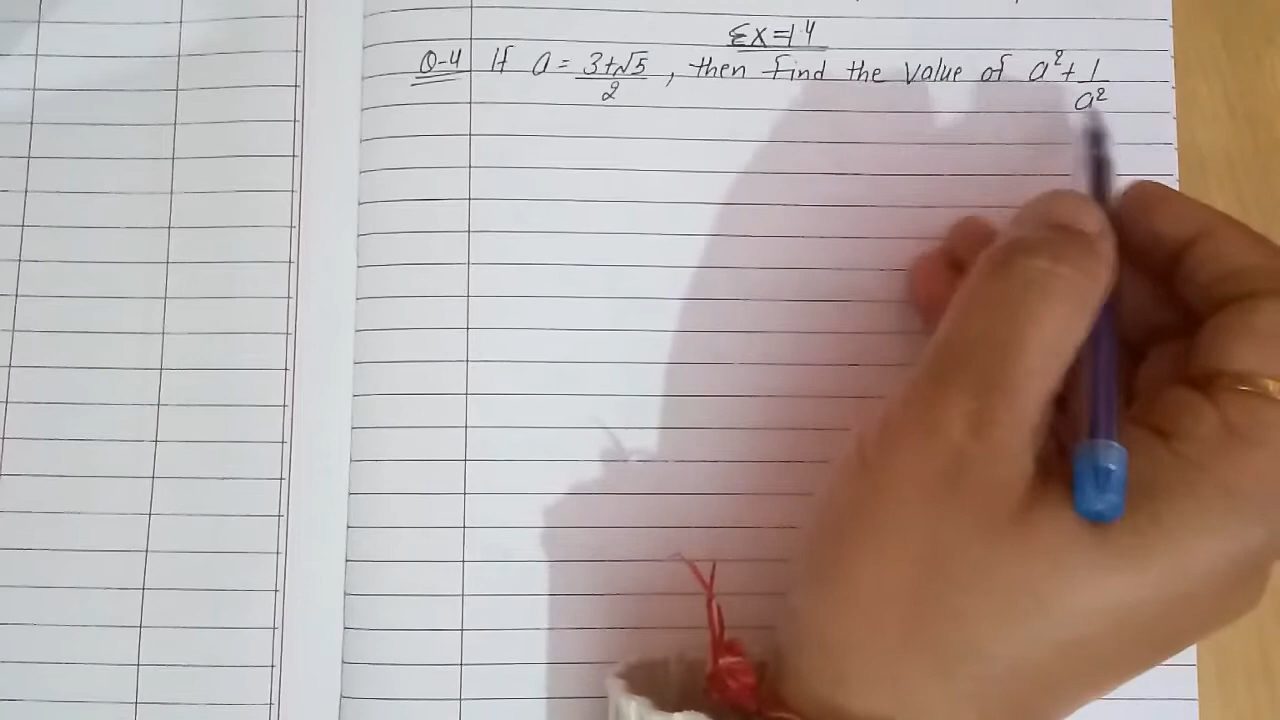 Ex=1.4
Q-4 If a = 3+√5/2, then find the value of a²+1/a²